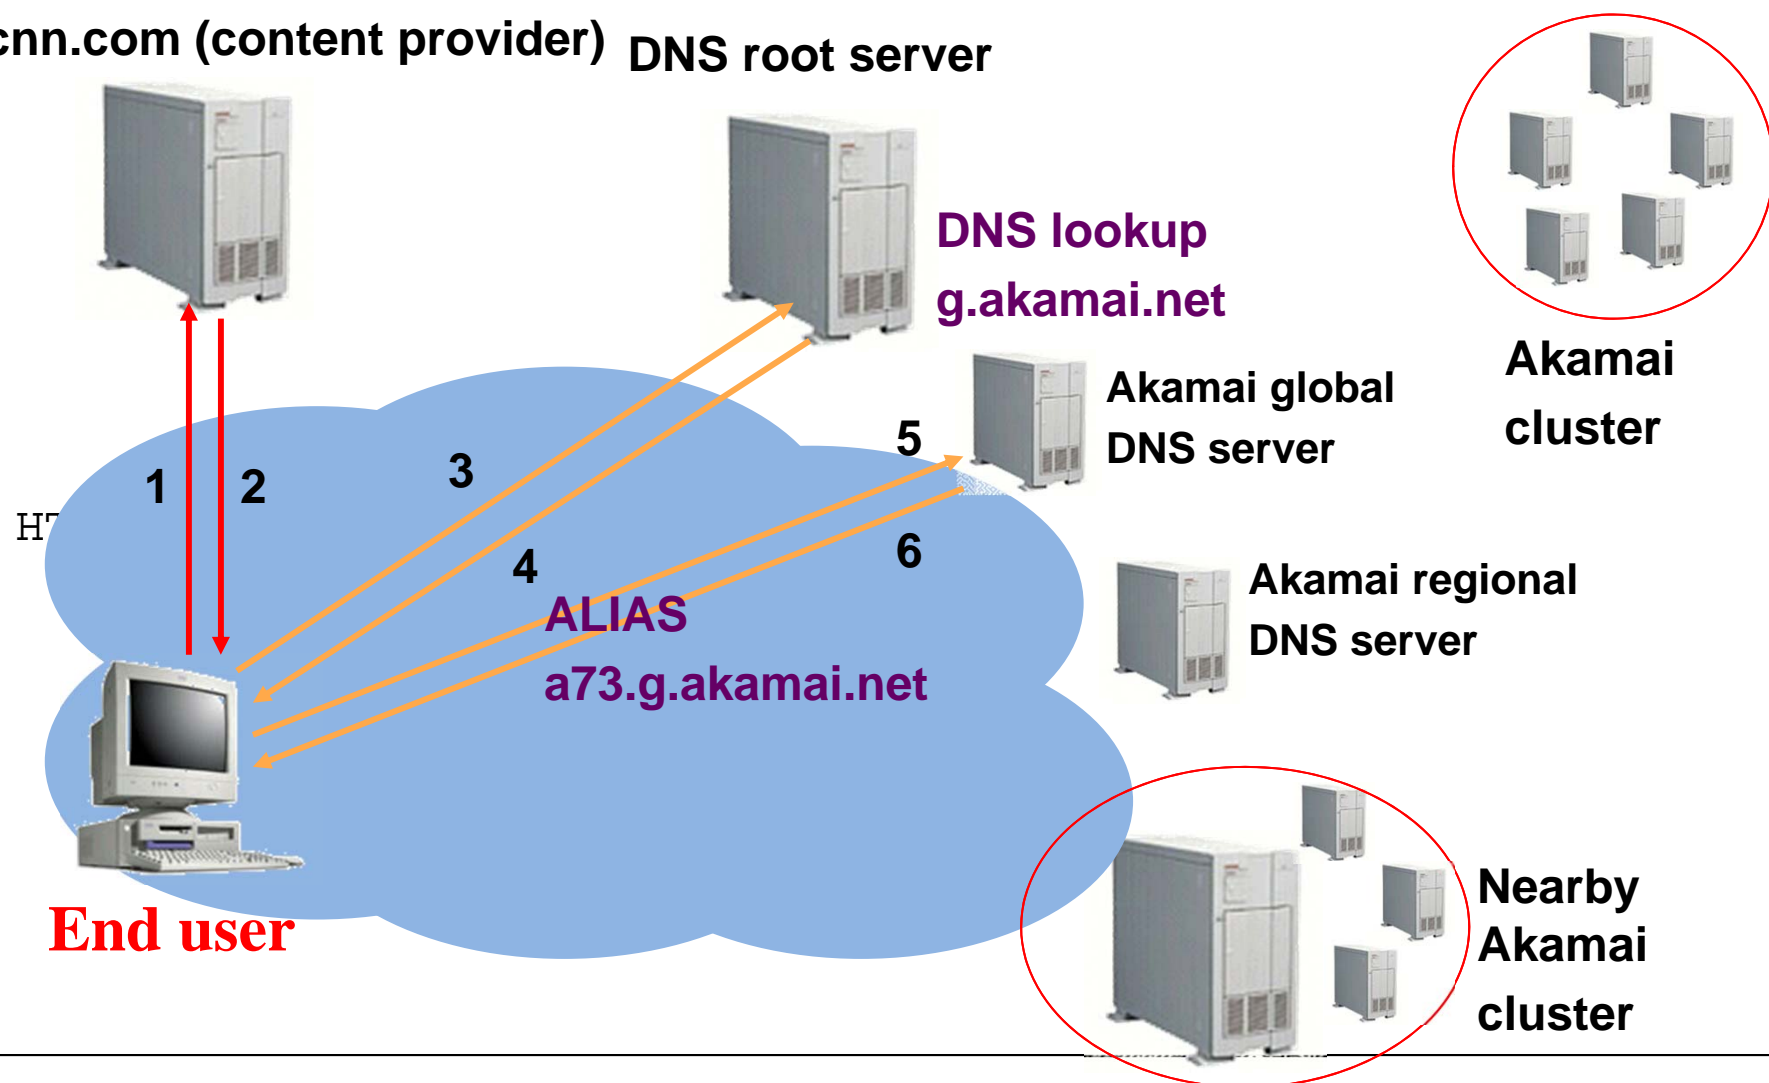 cnn.com (content provider)
DNS root server
DNS lookup
g.akamai.net
Akamai
cluster
Akamai global
DNS server
1
2
3
4
5
6
ALIAS
a73.g.akamai.net
Akamai regional
DNS server
End user
Nearby
Akamai
cluster